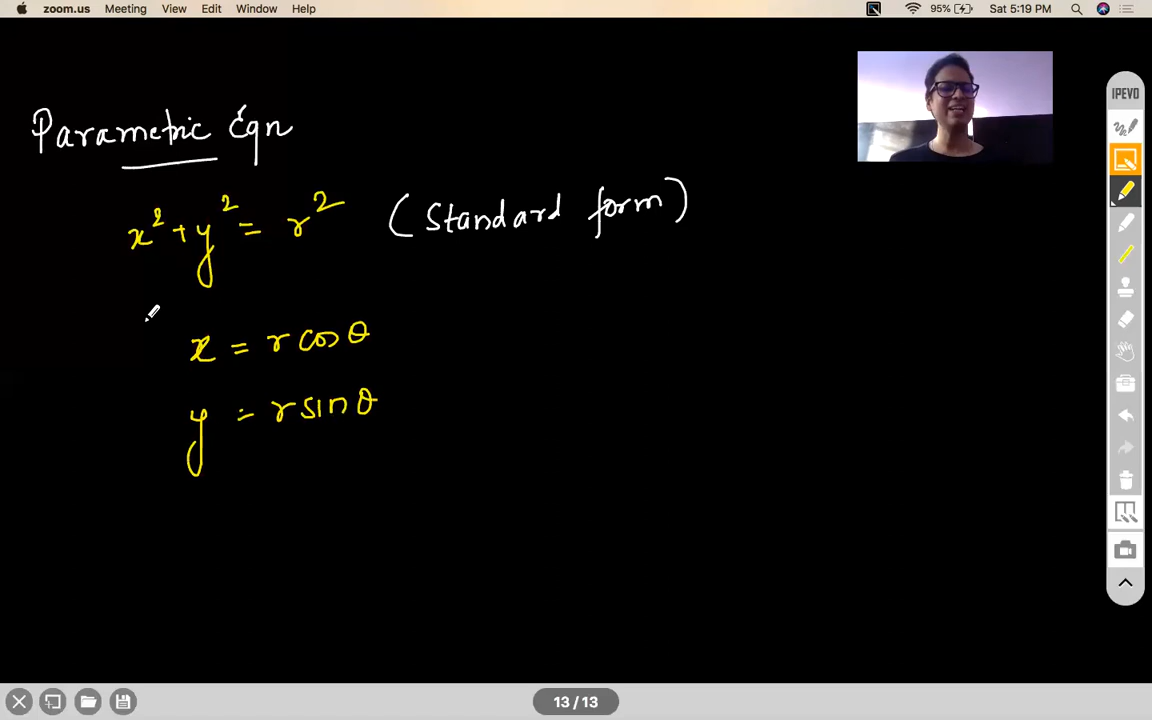 zoom.us Meeting View Edit Window Help 95% Sat 5:19 PM
IPEVO
Parametric Eqn
x² + y² = r² (Standard form)
x = r cos θ
y = r sin θ
13 / 13